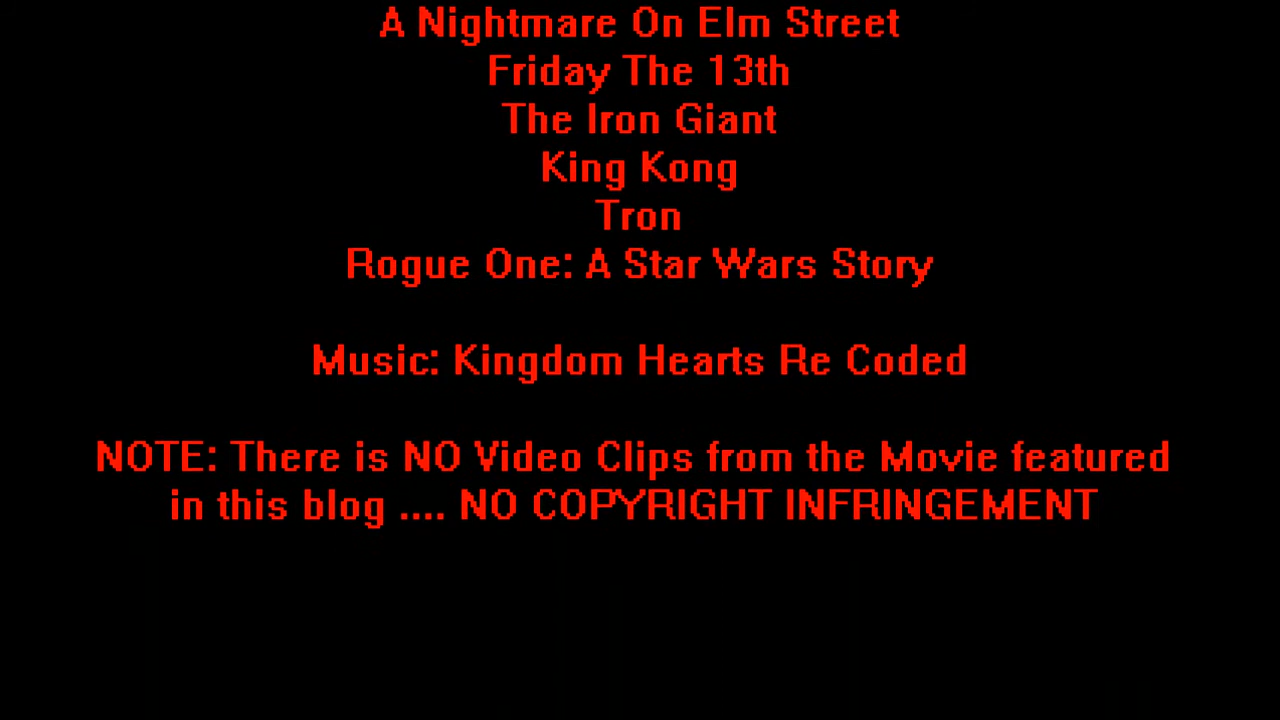 A Nightmare On Elm Street
Friday The 13th
The Iron Giant
King Kong
Tron
Rogue One: A Star Wars Story
Music: Kingdom Hearts Re Coded
NOTE: There is NO Video Clips from the Movie featured
in this blog .... NO COPYRIGHT INFRINGEMENT